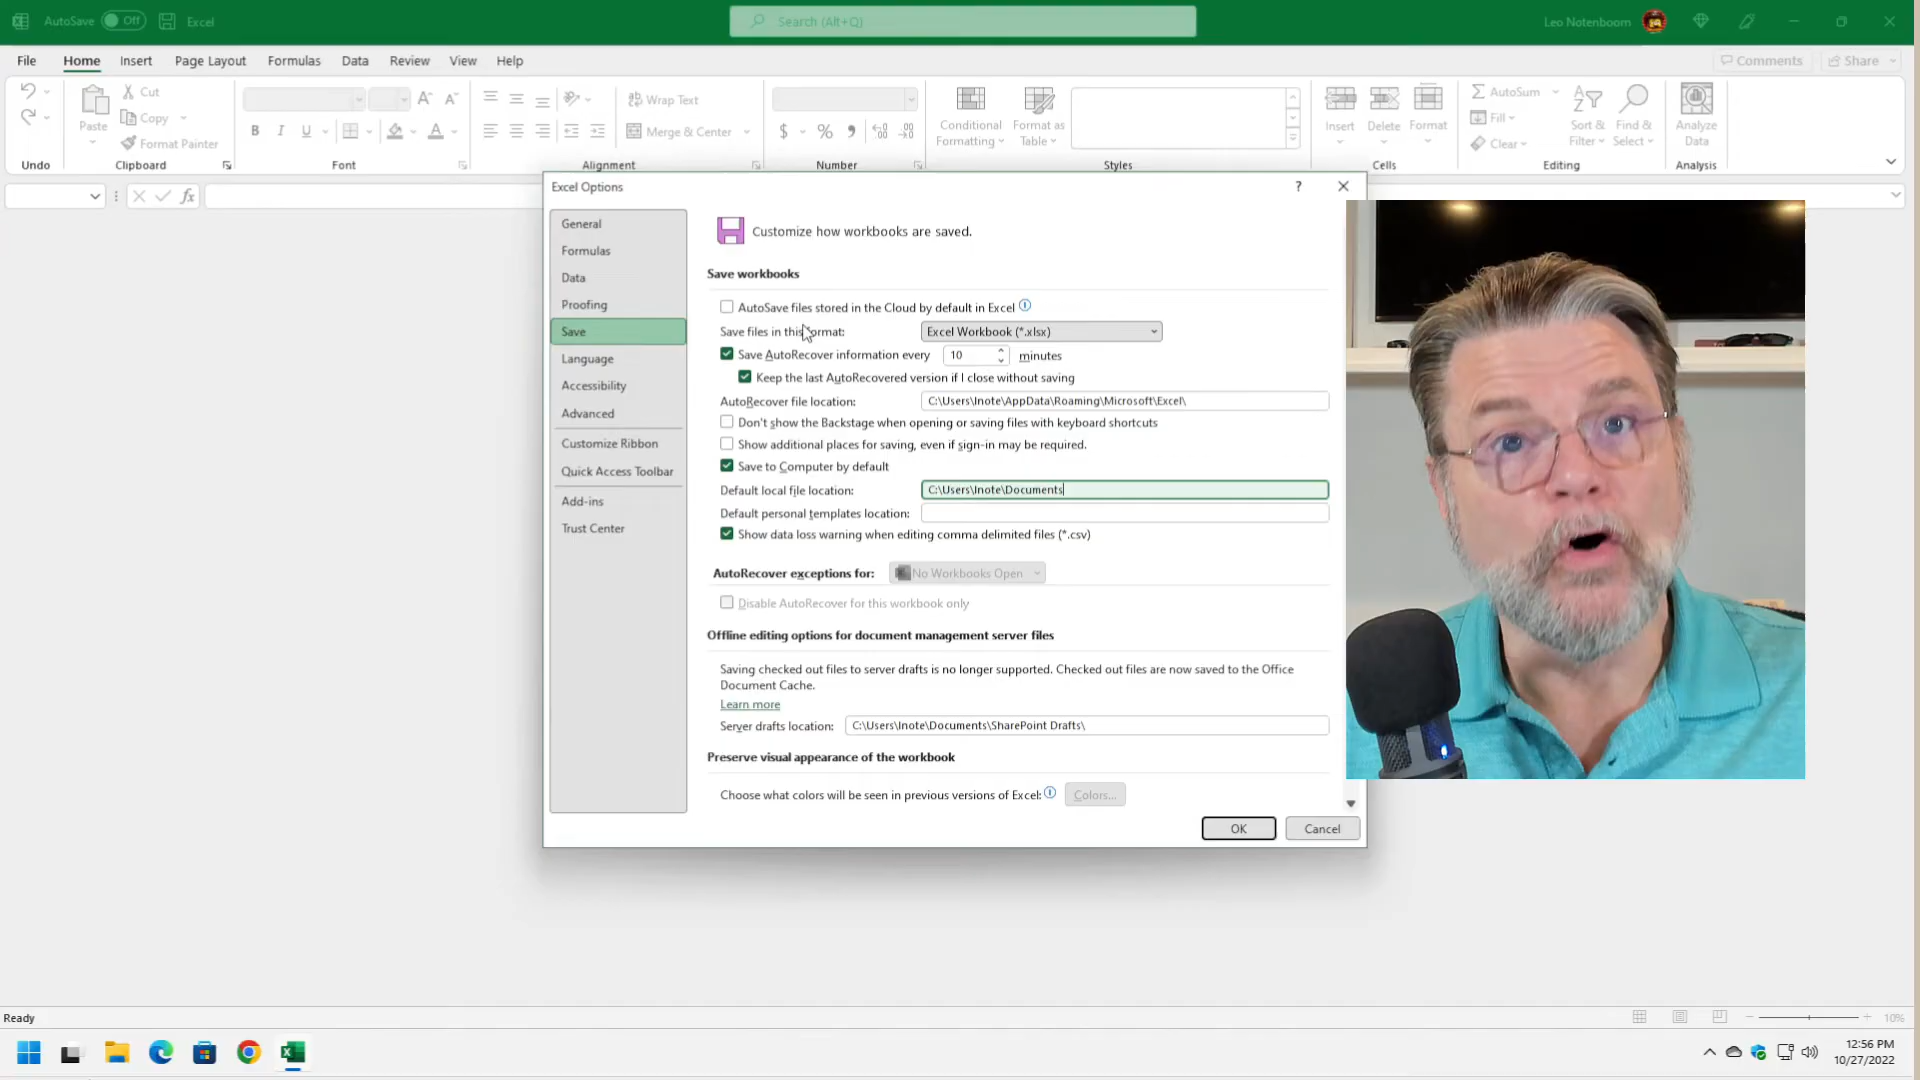 AutoSave Off Excel Search (Alt+Q) Leo Notenboom
File Home Insert Page Layout Formulas Data Review View Help Comments Share
Cut
Copy
Format Painter
Paste
Undo Clipboard
B I U A
Font
Wrap Text
Merge & Center
Alignment
$ %
Number
Conditional Formatting
Format as Table
Styles
Insert Delete Format
Cells
AutoSum
Fill
Clear
Sort & Filter
Find & Select
Editing
Analyze Data
Analysis
fx
Excel Options ?
General
Formulas
Data
Proofing
Save
Language
Accessibility
Advanced
Customize Ribbon
Quick Access Toolbar
Add-ins
Trust Center
Customize how workbooks are saved.
Save workbooks
AutoSave files stored in the Cloud by default in Excel
Save files in this format: Excel Workbook (*.xlsx)
Save AutoRecover information every 10 minutes
Keep the last AutoRecovered version if I close without saving
AutoRecover file location: C:\Users\lnote\AppData\Roaming\Microsoft\Excel\
Don't show the Backstage when opening or saving files with keyboard shortcuts
Show additional places for saving, even if sign-in may be required.
Save to Computer by default
Default local file location: C:\Users\lnote\Documents
Default personal templates location:
Show data loss warning when editing comma delimited files (*.csv)
AutoRecover exceptions for: No Workbooks Open
Disable AutoRecover for this workbook only
Offline editing options for document management server files
Saving checked out files to server drafts is no longer supported. Checked out files are now saved to the Office
Document Cache.
Learn more
Server drafts location: C:\Users\lnote\Documents\SharePoint Drafts\
Preserve visual appearance of the workbook
Choose what colors will be seen in previous versions of Excel: Colors...
OK Cancel
Ready 10%
12:56 PM
10/27/2022